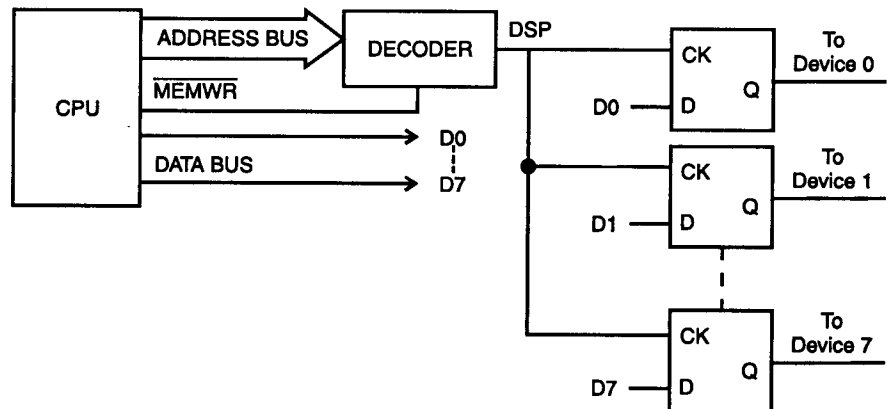 ADDRESS BUS
DECODER
DSP
CK
To
Device 0
Q
CPU
MEMWR
D0
D
D0
DATA BUS
D7
CK
To
Device 1
Q
D1
D
CK
To
Device 7
Q
D7
D